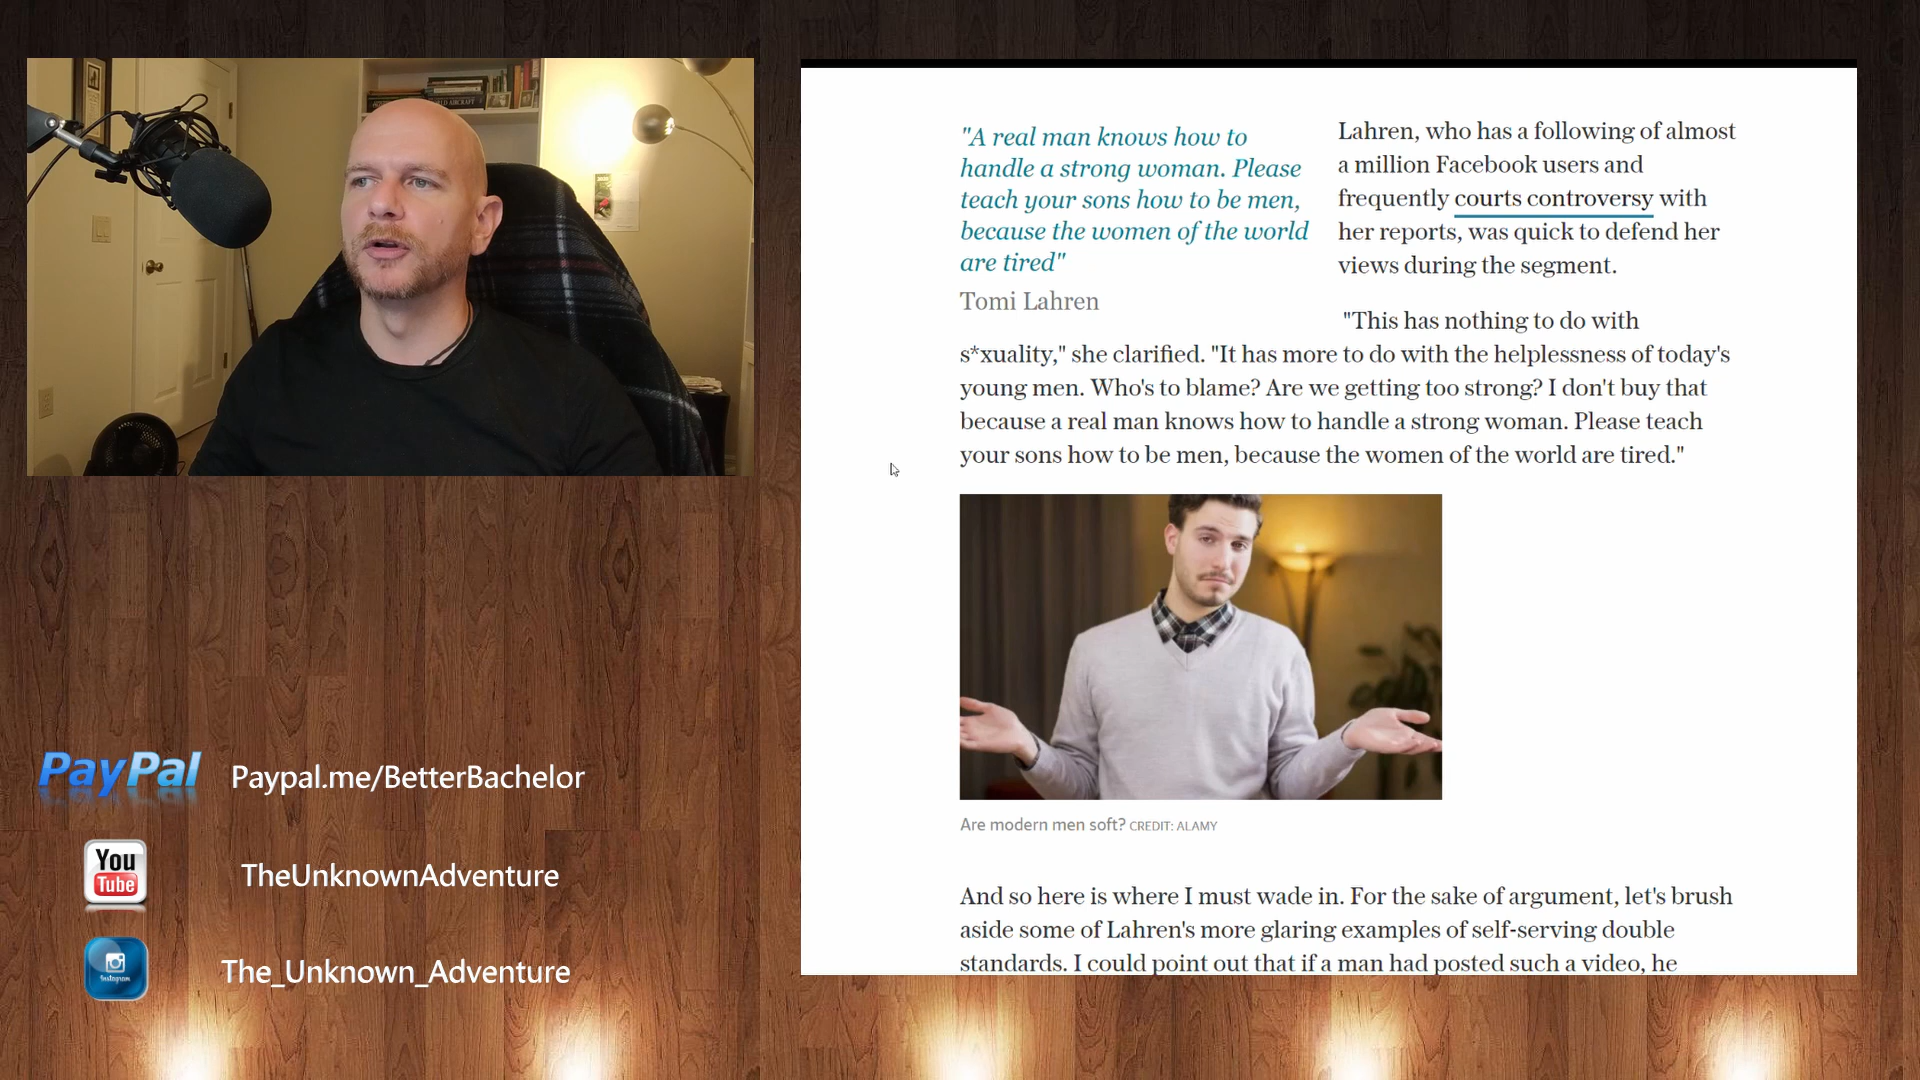 "A real man knows how to
handle a strong woman. Please
teach your sons how to be men,
because the women of the world
are tired"
Tomi Lahren
Lahren, who has a following of almost
a million Facebook users and
frequently courts controversy with
her reports, was quick to defend her
views during the segment.
"This has nothing to do with
s*xuality," she clarified. "It has more to do with the helplessness of today's
young men. Who's to blame? Are we getting too strong? I don't buy that
because a real man knows how to handle a strong woman. Please teach
your sons how to be men, because the women of the world are tired."
Are modern men soft? CREDIT: ALAMY
And so here is where I must wade in. For the sake of argument, let's brush
aside some of Lahren's more glaring examples of self-serving double
standards. I could point out that if a man had posted such a video, he
PayPal Paypal.me/BetterBachelor
You
Tube
TheUnknownAdventure
Instagram
The_Unknown_Adventure